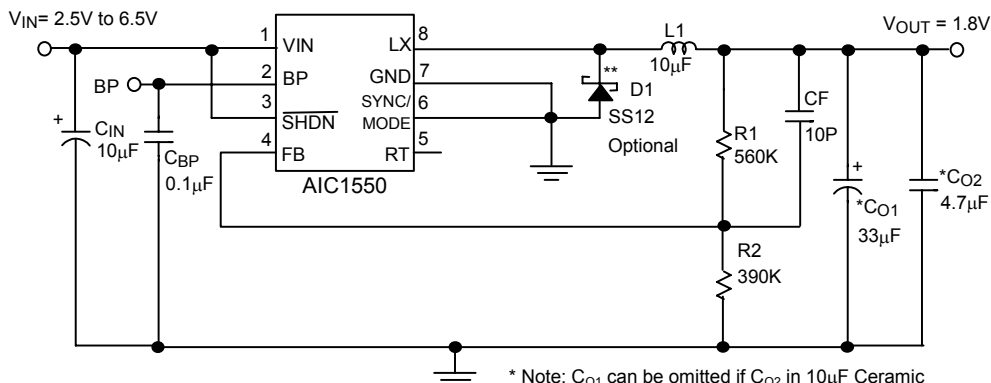 VIN= 2.5V to 6.5V
VOUT = 1.8V
1
VIN
LX
8
L1
10μF
BP
2
BP
GND
7
**
D1
SS12
Optional
3
SHDN
SYNC/
MODE
6
CF
10P
+
CIN
10μF
CBP
0.1μF
4
FB
RT
5
AIC1550
R1
560K
+
*CO1
33μF
*CO2
4.7μF
R2
390K
* Note: CO1 can be omitted if CO2 in 10μF Ceramic